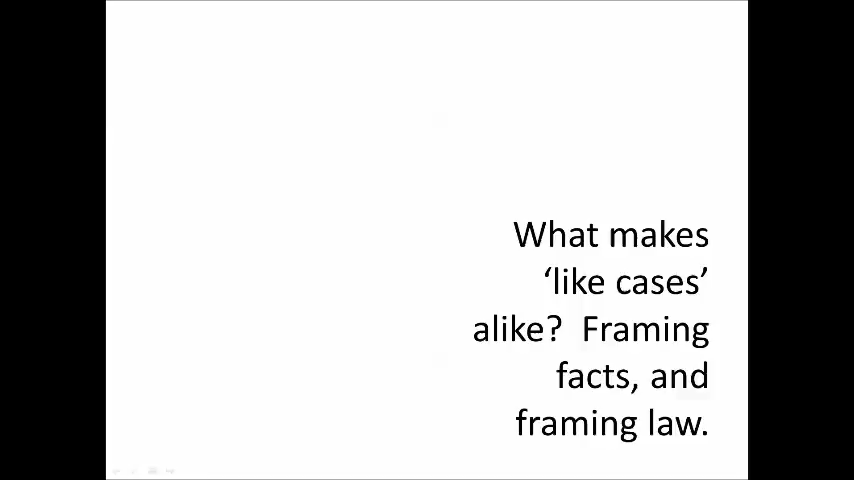 What makes
‘like cases’
alike?  Framing
facts, and
framing law.